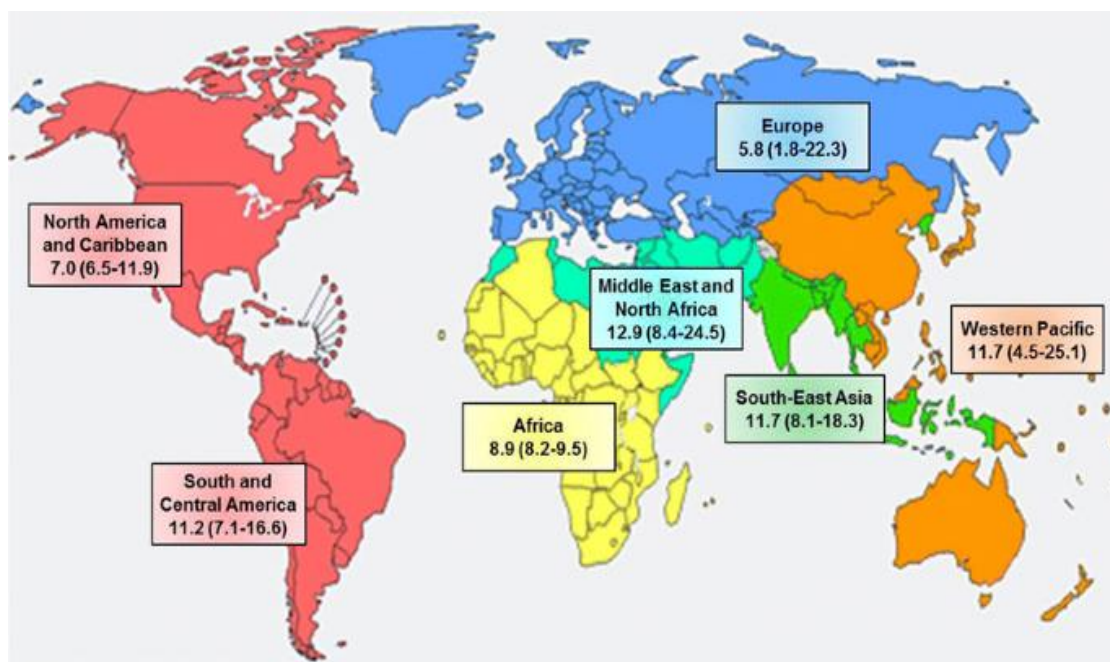 Europe
5.8 (1.8-22.3)
North America
and Caribbean
7.0 (6.5-11.9)
Middle East and
North Africa
12.9 (8.4-24.5)
Western Pacific
11.7 (4.5-25.1)
South-East Asia
11.7 (8.1-18.3)
Africa
8.9 (8.2-9.5)
South and
Central America
11.2 (7.1-16.6)